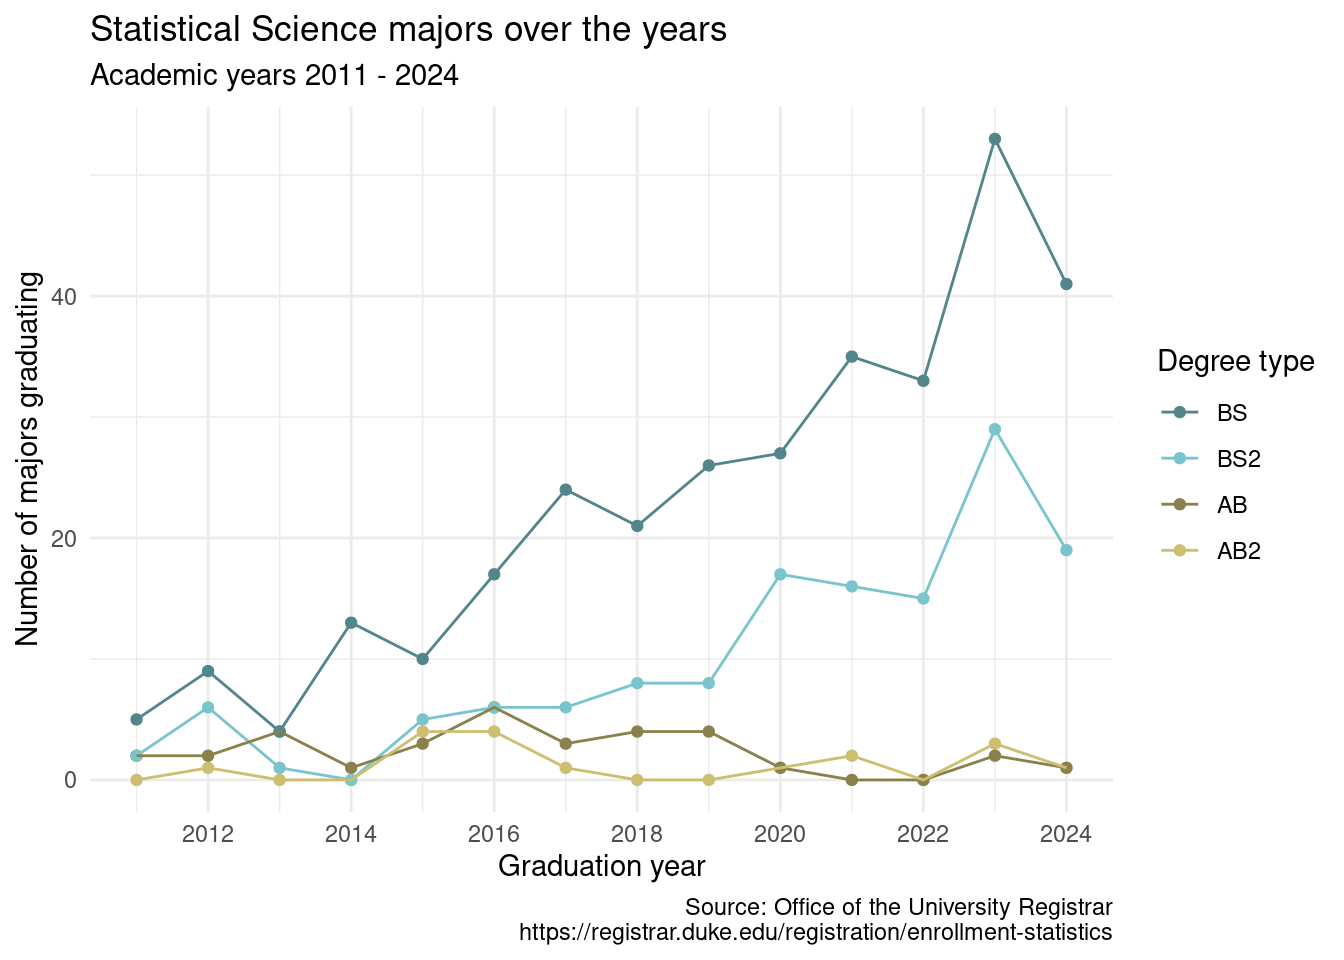 Statistical Science majors over the years
Academic years 2011 - 2024
Number of majors graduating
40
20
0
2012
2014
2016
2018
2020
2022
2024
Graduation year
Degree type
BS
BS2
AB
AB2
Source: Office of the University Registrar
https://registrar.duke.edu/registration/enrollment-statistics